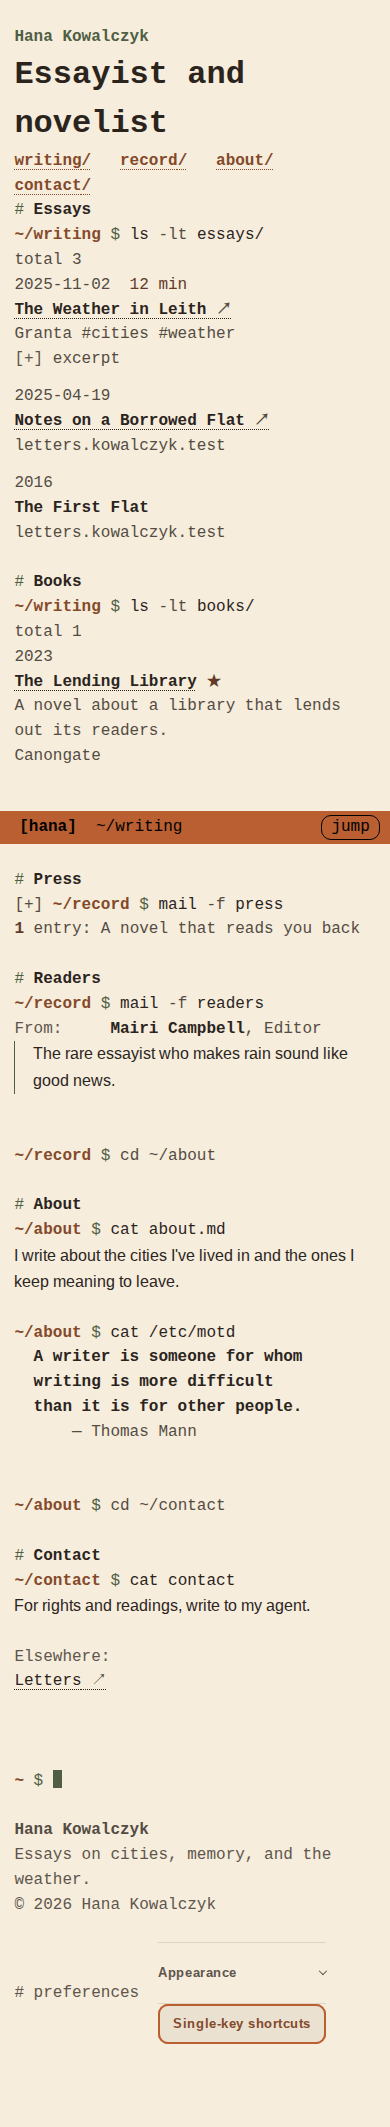 Hana Kowalczyk
Essayist and
novelist
writing/ record/ about/
contact/
# Essays
~/writing $ ls -lt essays/
total 3
2025-11-02 12 min
The Weather in Leith ↗
Granta #cities #weather
[+] excerpt
2025-04-19
Notes on a Borrowed Flat ↗
letters.kowalczyk.test
2016
The First Flat
letters.kowalczyk.test
# Books
~/writing $ ls -lt books/
total 1
2023
The Lending Library ★
A novel about a library that lends
out its readers.
Canongate
[hana] ~/writing jump
# Press
[+] ~/record $ mail -f press
1 entry: A novel that reads you back
# Readers
~/record $ mail -f readers
From: Mairi Campbell, Editor
The rare essayist who makes rain sound like
good news.
~/record $ cd ~/about
# About
~/about $ cat about.md
I write about the cities I've lived in and the ones I
keep meaning to leave.
~/about $ cat /etc/motd
A writer is someone for whom
writing is more difficult
than it is for other people.
— Thomas Mann
~/about $ cd ~/contact
# Contact
~/contact $ cat contact
For rights and readings, write to my agent.
Elsewhere:
Letters ↗
~ $
Hana Kowalczyk
Essays on cities, memory, and the
weather.
© 2026 Hana Kowalczyk
Appearance
# preferences
Single-key shortcuts